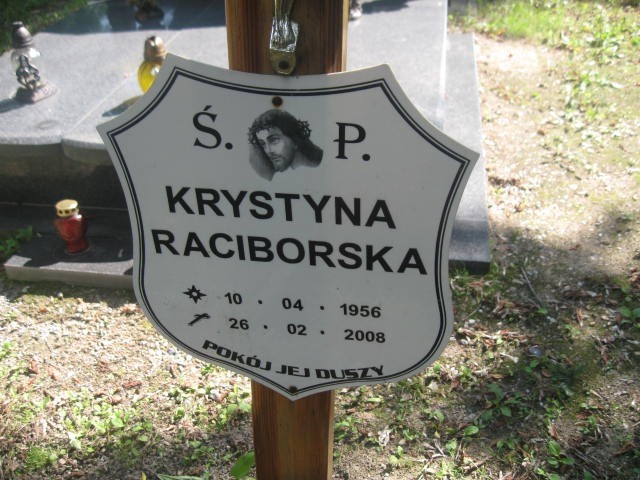 Ś. P.
KRYSTYNA
RACIBORSKA
10 · 04 · 1956
26 · 02 · 2008
POKÓJ JEJ DUSZY